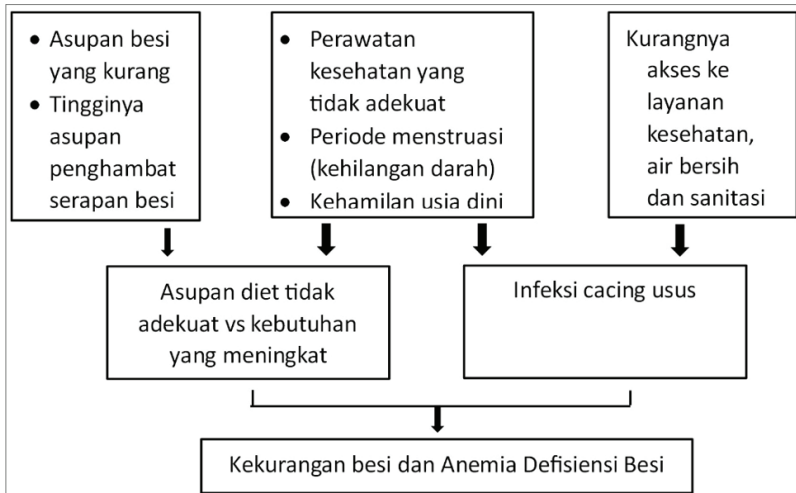 • Asupan besi
yang kurang
• Tingginya
asupan
penghambat
serapan besi
• Perawatan
kesehatan yang
tidak adekuat
• Periode menstruasi
(kehilangan darah)
• Kehamilan usia dini
Kurangnya
akses ke
layanan
kesehatan,
air bersih
dan sanitasi
Asupan diet tidak
adekuat vs kebutuhan
yang meningkat
Infeksi cacing usus
Kekurangan besi dan Anemia Defisiensi Besi